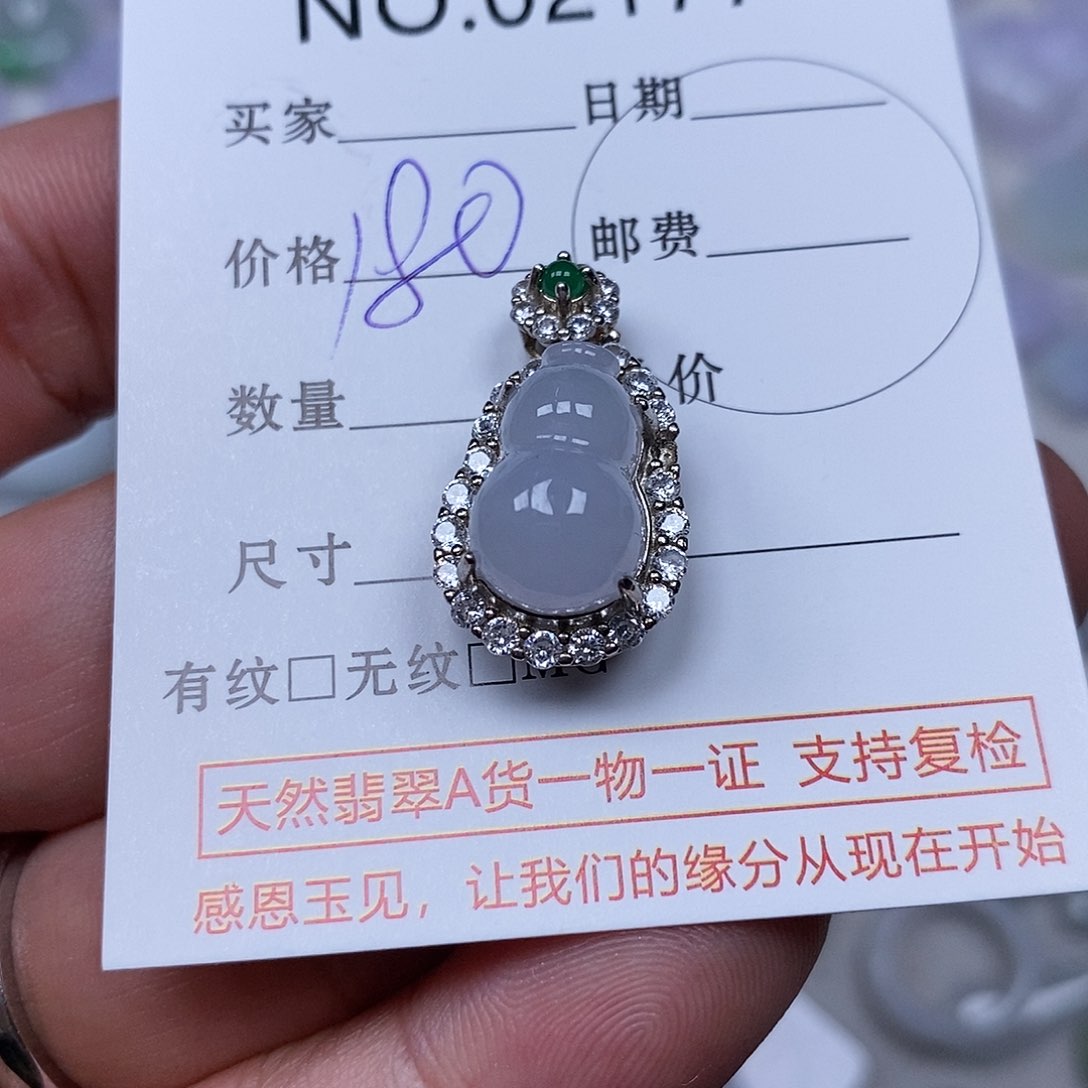 买家 日期
价格 180 邮费
数量 价
尺寸
有纹□无纹□
天然翡翠A货一物一证 支持复检
感恩玉见，让我们的缘分从现在开始